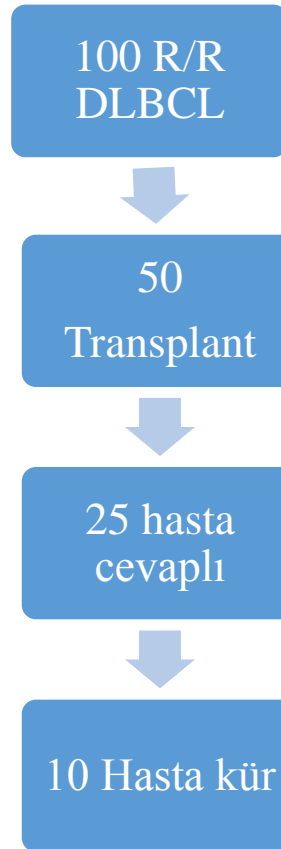 100 R/R
DLBCL
50
Transplant
25 hasta
cevaplı
10 Hasta kür